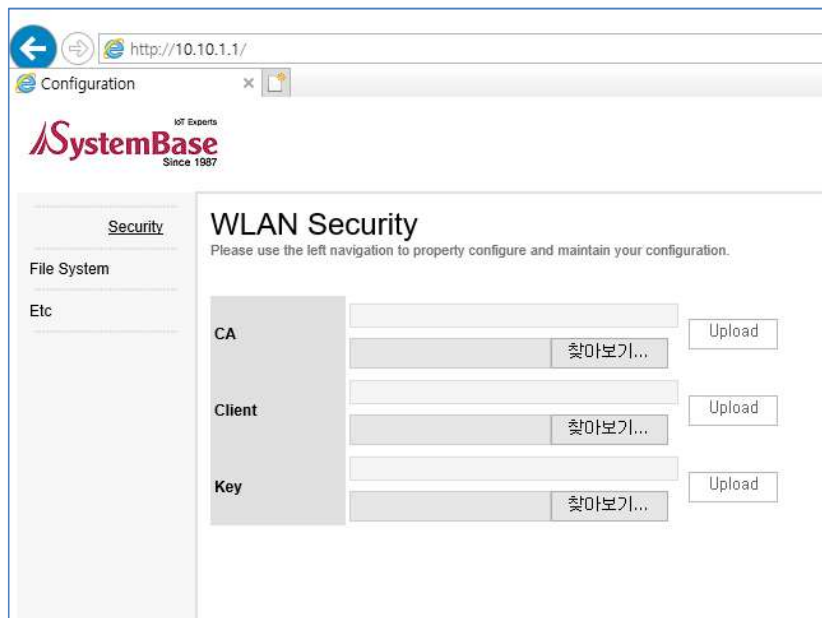 http://10.10.1.1/
Configuration
IoT Experts
SystemBase
Since 1987
Security
File System
Etc
WLAN Security
Please use the left navigation to property configure and maintain your configuration.
CA
찾아보기...
Upload
Client
찾아보기...
Upload
Key
찾아보기...
Upload